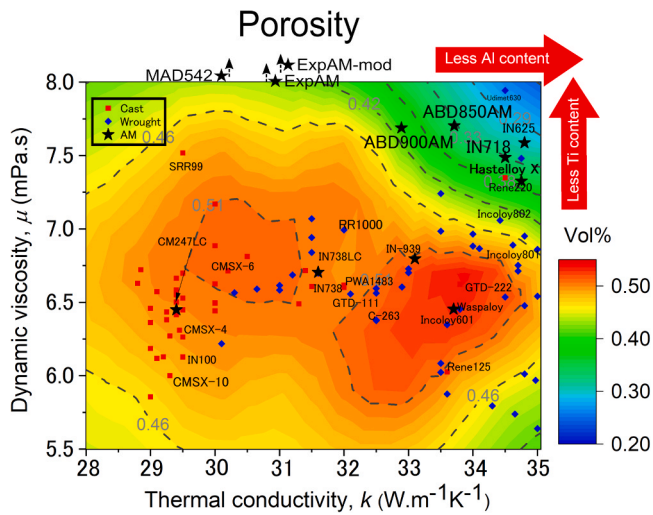 Porosity
Less Al content
ExpAM-mod
MAD542
ExpAM
8.0
0.42
Cast
Wrought
AM
Udimet630
ABD850AM
0.46
IN625
ABD900AM
7.5
IN718
SRR99
Hastelloy X
Rene220
Less Ti content
0.51
Incoloy802
7.0
RR1000
Vol%
CM247LC
IN738LC
IN-939
Incoloy801
CMSX-6
0.50
PWA1483
IN738
GTD-222
6.5
GTD-111
Waspaloy
C-263
Incoloy601
0.40
CMSX-4
IN100
Rene125
0.30
CMSX-10
6.0
0.46
0.46
0.20
5.5
28
29
30
31
32
33
34
35
Dynamic viscosity, μ (mPa.s)
Thermal conductivity, k (W.m⁻¹K⁻¹)